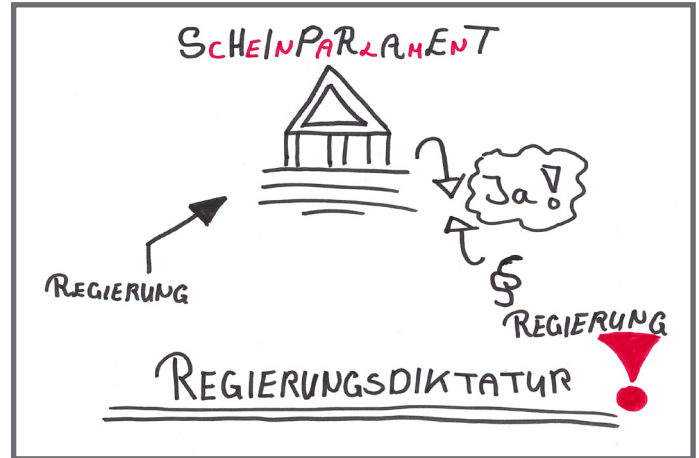 SCHEINPARLAMENT
Ja!
REGIERUNG
§
REGIERUNG
REGIERUNGSDIKTATUR!